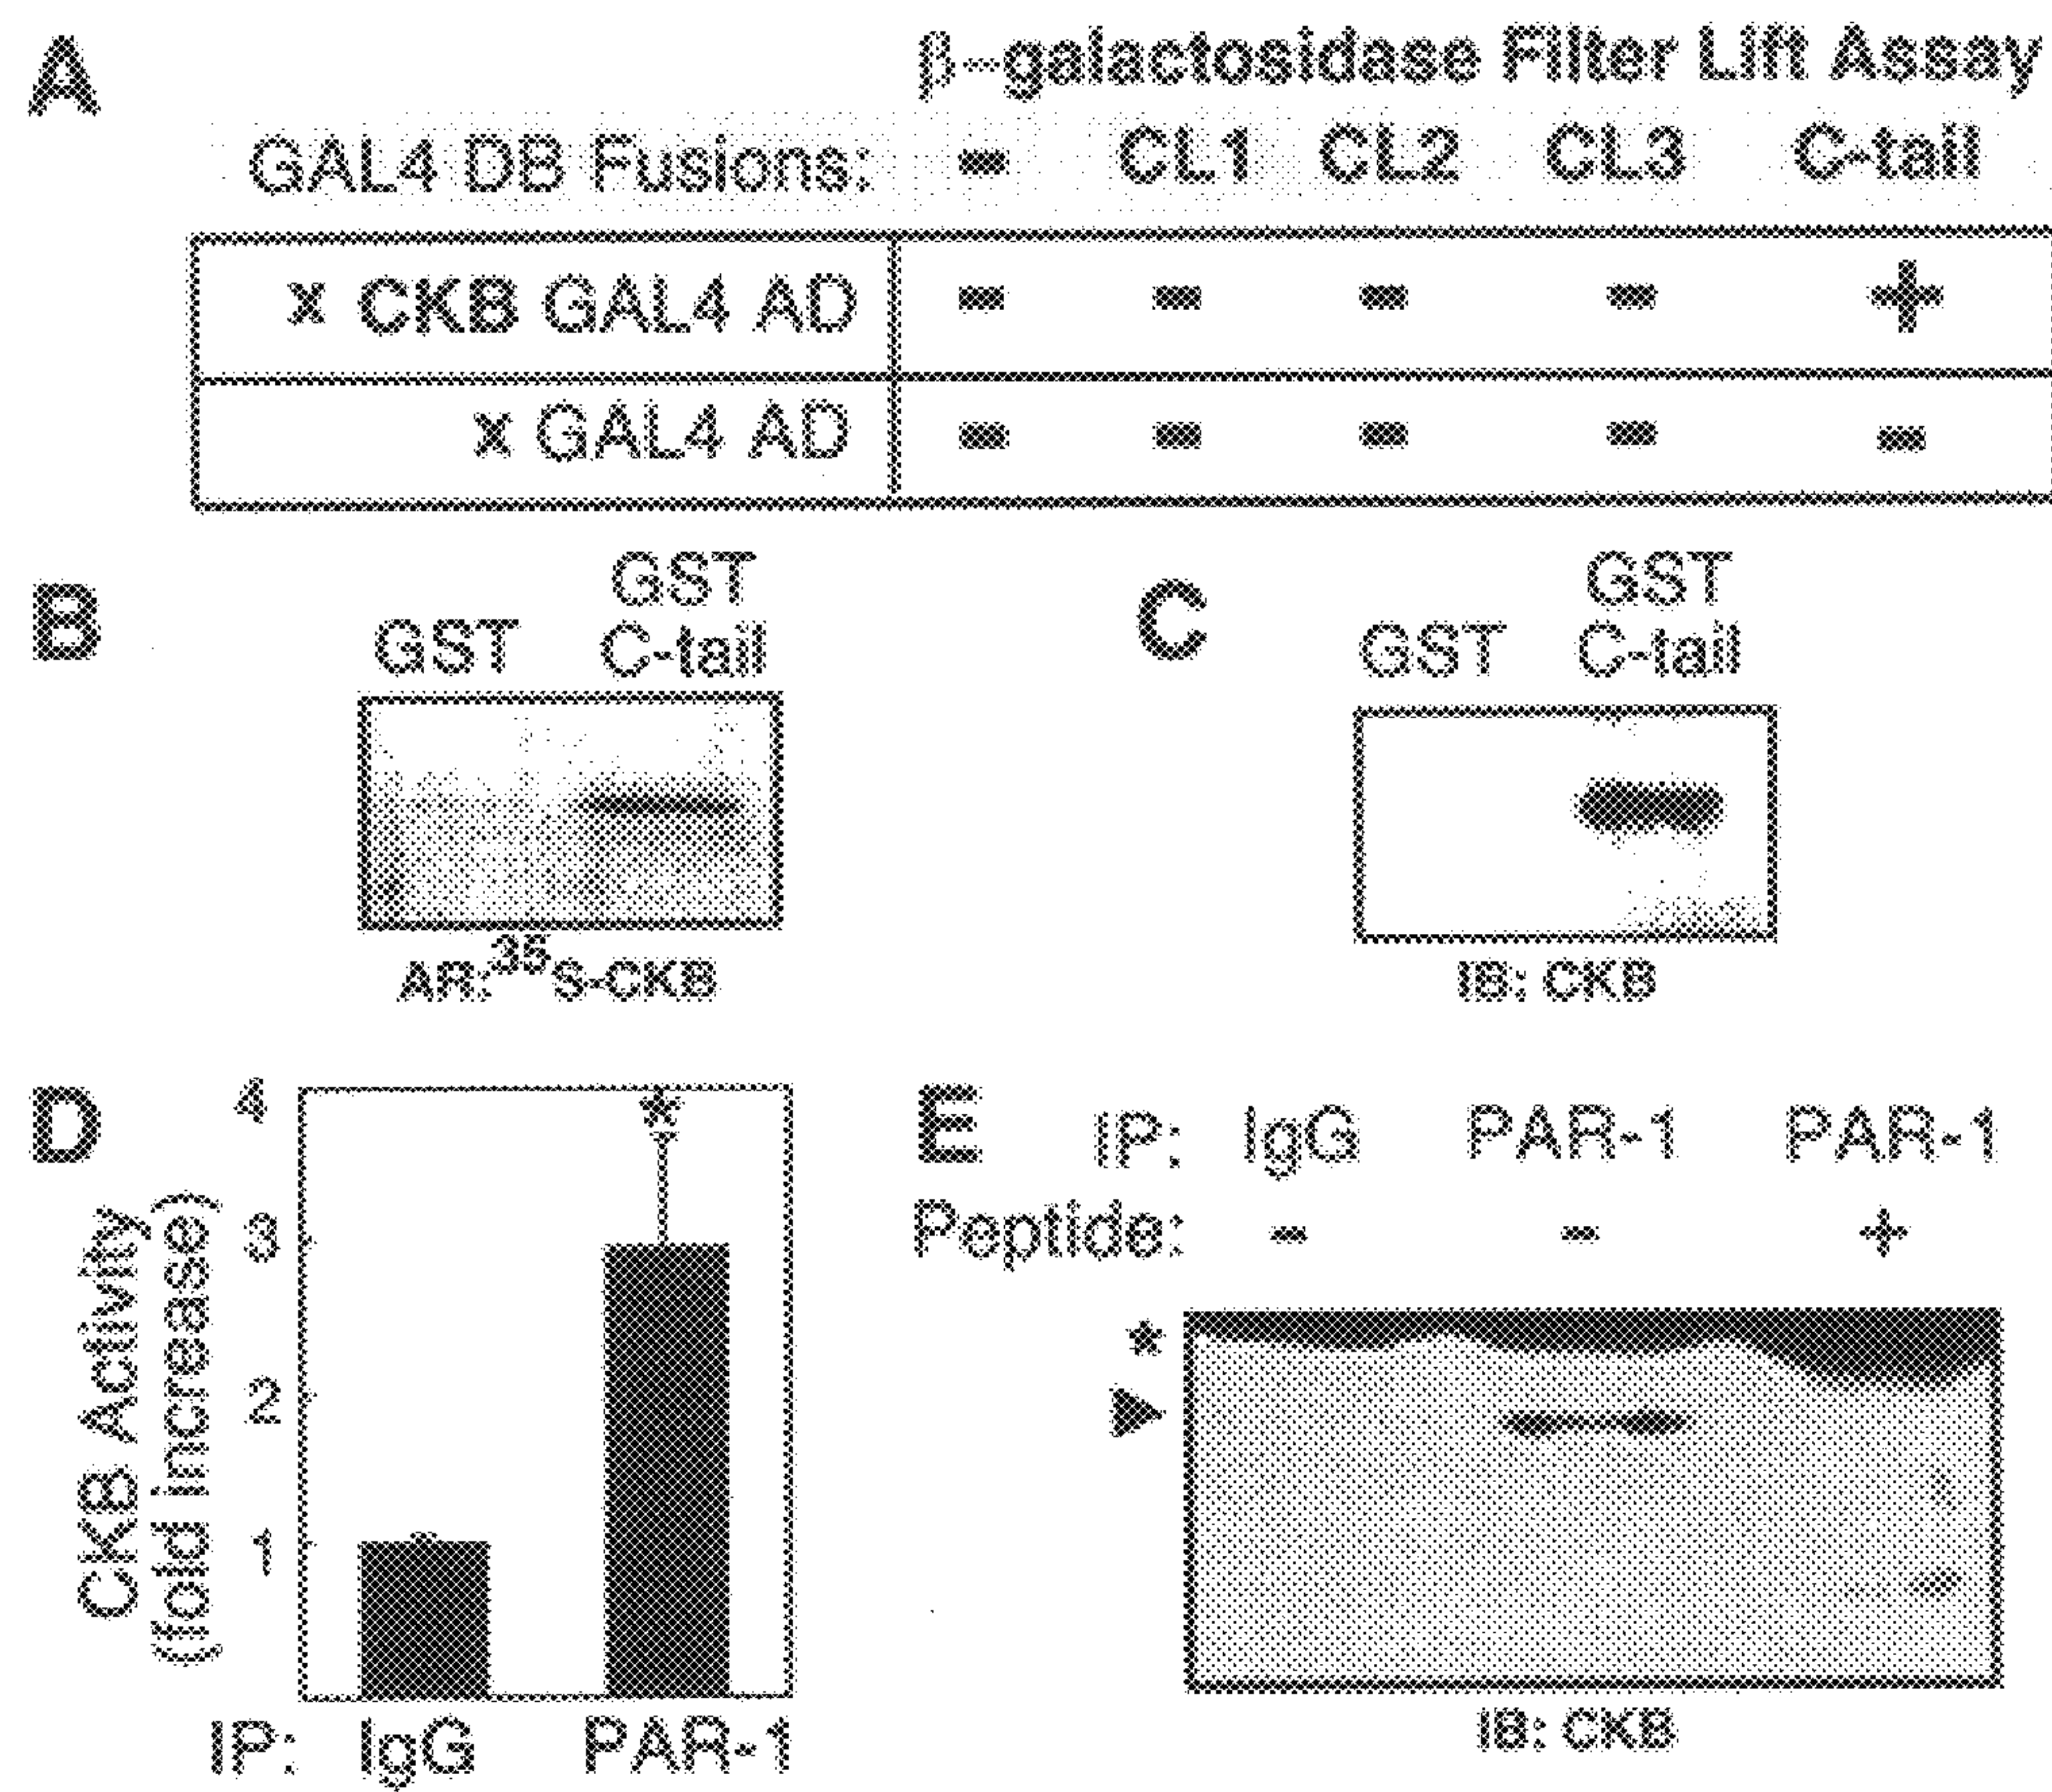 A
β-galactosidase Filter Lift Assay
GAL4 DB Fusions: - CL1 CL2 CL3 C-tail
x CKB GAL4 AD - - - - +
x GAL4 AD - - - - -
B
GST GST C-tail
AR:³⁵S-CKB
C
GST GST C-tail
IB: CKB
D
CKB Activity
(fold increase)
4
*
3
2
1
IP: IgG PAR-1
E
IP: IgG PAR-1 PAR-1
Peptide: - - +
*
IB: CKB